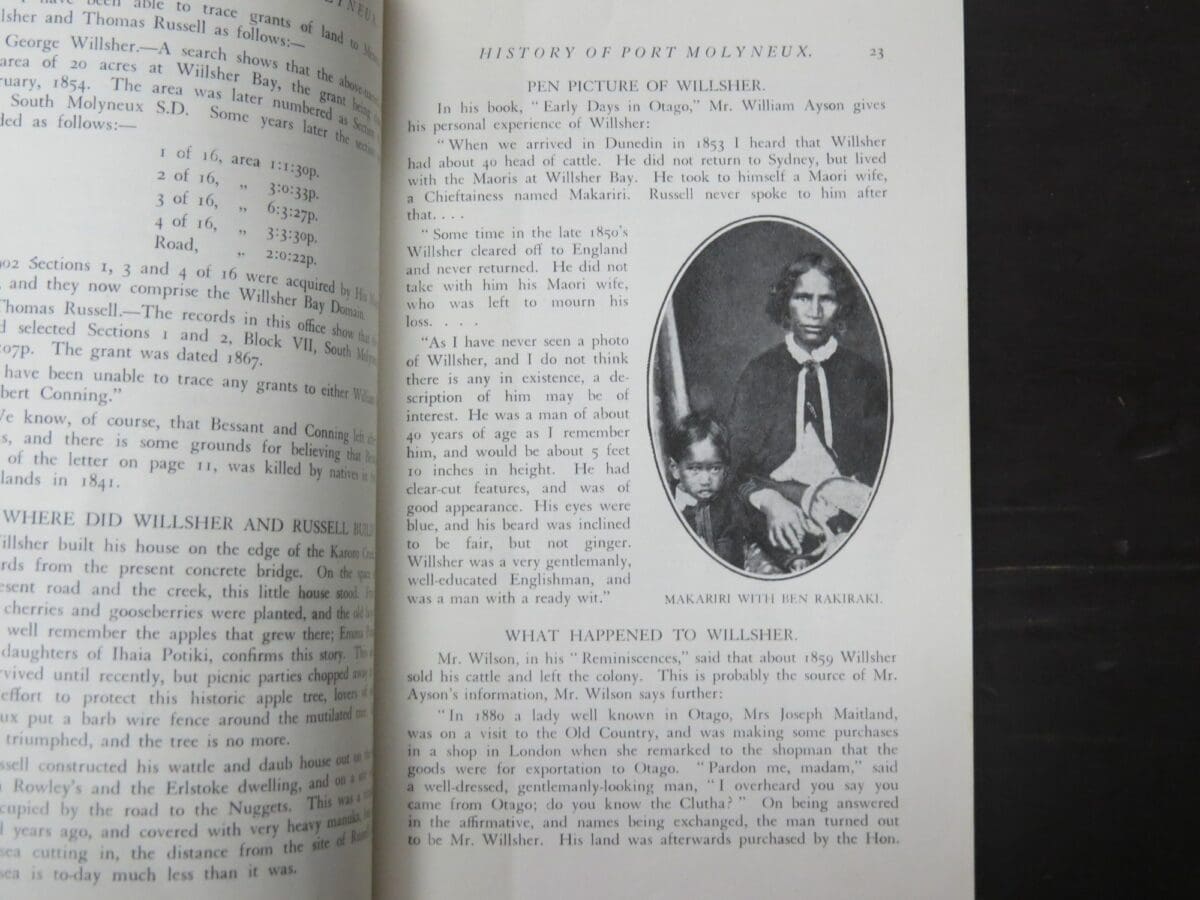 LYNEUX.
been able to trace grants of land to
lsher and Thomas Russell as follows:—
George Willsher.—A search shows that the above-named
area of 20 acres at Wiilsher Bay, the grant being
ruary, 1854. The area was later numbered as Section
South Molyneux S.D. Some years later the section
ded as follows:—
1 of 16, area 1:1:30p.
2 of 16, „ 3:0:33p.
3 of 16, „ 6:3:27p.
4 of 16, „ 3:3:30p.
Road, „ 2:0:22p.
902 Sections 1, 3 and 4 of 16 were acquired by His
, and they now comprise the Willsher Bay Domain.
Thomas Russell.—The records in this office show that
d selected Sections 1 and 2, Block VII, South Molyneux
:07p. The grant was dated 1867.
have been unable to trace any grants to either William
bert Conning.”
We know, of course, that Bessant and Conning left
s, and there is some grounds for believing that
of the letter on page 11, was killed by natives in
lands in 1841.
WHERE DID WILLSHER AND RUSSELL BUILD
Willsher built his house on the edge of the Karoro Creek
ards from the present concrete bridge. On the space
esent road and the creek, this little house stood.
cherries and gooseberries were planted, and the old
well remember the apples that grew there; Emma
daughters of Ihaia Potiki, confirms this story. This
rvived until recently, but picnic parties chopped away
effort to protect this historic apple tree, lovers of
ux put a barb wire fence around the mutilated tree.
triumphed, and the tree is no more.
ssell constructed his wattle and daub house out on the
Rowley's and the Erlstoke dwelling, and on a
cupied by the road to the Nuggets. This was a
d years ago, and covered with very heavy manuka,
sea cutting in, the distance from the site of
sea is to-day much less than it was.
HISTORY OF PORT MOLYNEUX. 23
PEN PICTURE OF WILLSHER.
In his book, “Early Days in Otago,” Mr. William Ayson gives
his personal experience of Willsher:
“When we arrived in Dunedin in 1853 I heard that Willsher
had about 40 head of cattle. He did not return to Sydney, but lived
with the Maoris at Willsher Bay. He took to himself a Maori wife,
a Chieftainess named Makariri. Russell never spoke to him after
that. . . .
“Some time in the late 1850's
Willsher cleared off to England
and never returned. He did not
take with him his Maori wife,
who was left to mourn his
loss. . . .
“As I have never seen a photo
of Willsher, and I do not think
there is any in existence, a de-
scription of him may be of
interest. He was a man of about
40 years of age as I remember
him, and would be about 5 feet
10 inches in height. He had
clear-cut features, and was of
good appearance. His eyes were
blue, and his beard was inclined
to be fair, but not ginger.
Willsher was a very gentlemanly,
well-educated Englishman, and
was a man with a ready wit.”
MAKARIRI WITH BEN RAKIRAKI.
WHAT HAPPENED TO WILLSHER.
Mr. Wilson, in his “Reminiscences,” said that about 1859 Willsher
sold his cattle and left the colony. This is probably the source of Mr.
Ayson's information, Mr. Wilson says further:
“In 1880 a lady well known in Otago, Mrs Joseph Maitland,
was on a visit to the Old Country, and was making some purchases
in a shop in London when she remarked to the shopman that the
goods were for exportation to Otago. “Pardon me, madam,” said
a well-dressed, gentlemanly-looking man, “I overheard you say you
came from Otago; do you know the Clutha?” On being answered
in the affirmative, and names being exchanged, the man turned out
to be Mr. Willsher. His land was afterwards purchased by the Hon.